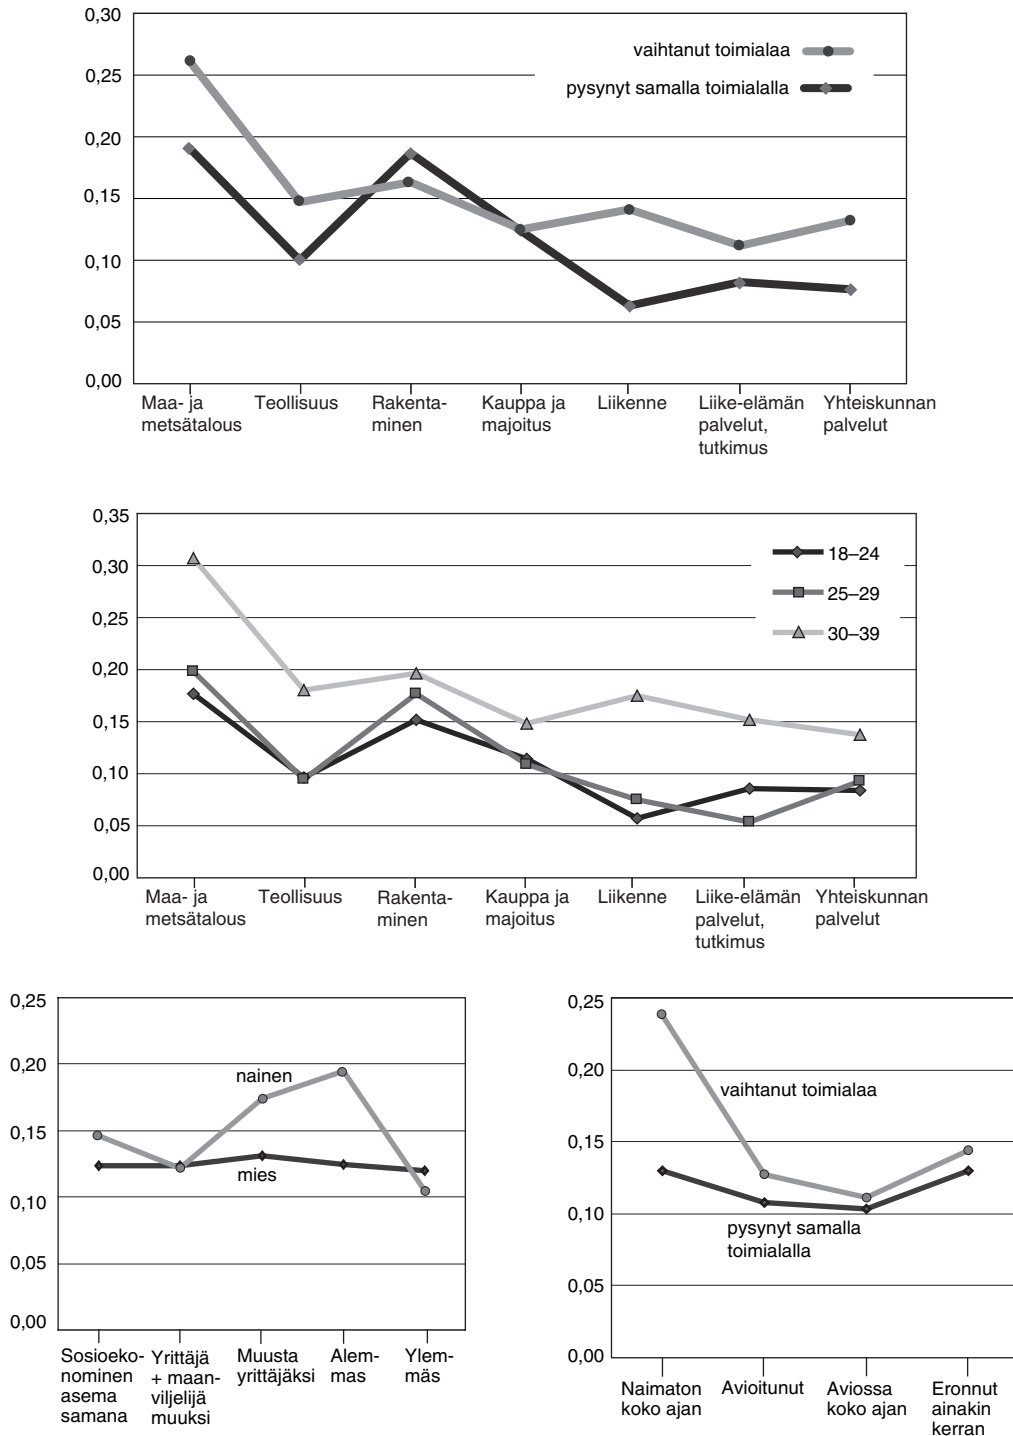 0,30
vaihtanut toimialaa
0,25
pysynyt samalla toimialalla
0,20
0,15
0,10
0,05
0,00
Maa- ja
metsätalous
Teollisuus
Rakenta-
minen
Kauppa ja
majoitus
Liikenne
Liike-elämän
palvelut,
tutkimus
Yhteiskunnan
palvelut
0,35
18–24
0,30
25–29
0,25
30–39
0,20
0,15
0,10
0,05
0,00
Maa- ja
metsätalous
Teollisuus
Rakenta-
minen
Kauppa ja
majoitus
Liikenne
Liike-elämän
palvelut,
tutkimus
Yhteiskunnan
palvelut
0,25
0,20
nainen
0,15
mies
0,10
0,05
0,00
Sosioeko-
nominen
asema
samana
Yrittäjä
+ maan-
viljelijä
muuksi
Muusta
yrittäjäksi
Alem-
mas
Ylem-
mäs
0,25
0,20
vaihtanut toimialaa
0,15
0,10
pysynyt samalla
toimialalla
0,05
0,00
Naimaton
koko ajan
Avioitunut
Aviossa
koko ajan
Eronnut
ainakin
kerran